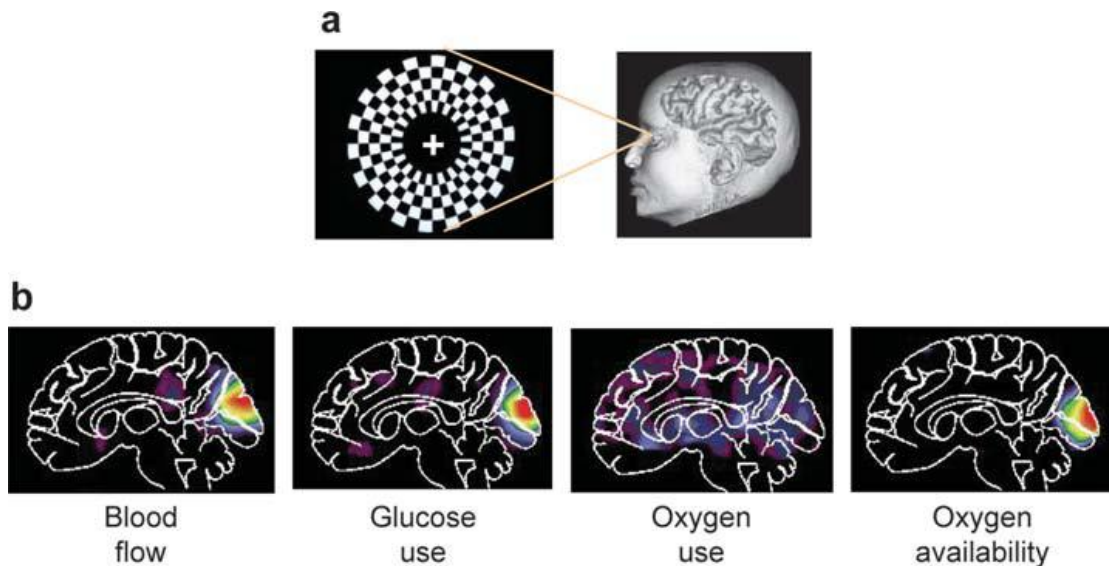 a
b
Blood
flow
Glucose
use
Oxygen
use
Oxygen
availability